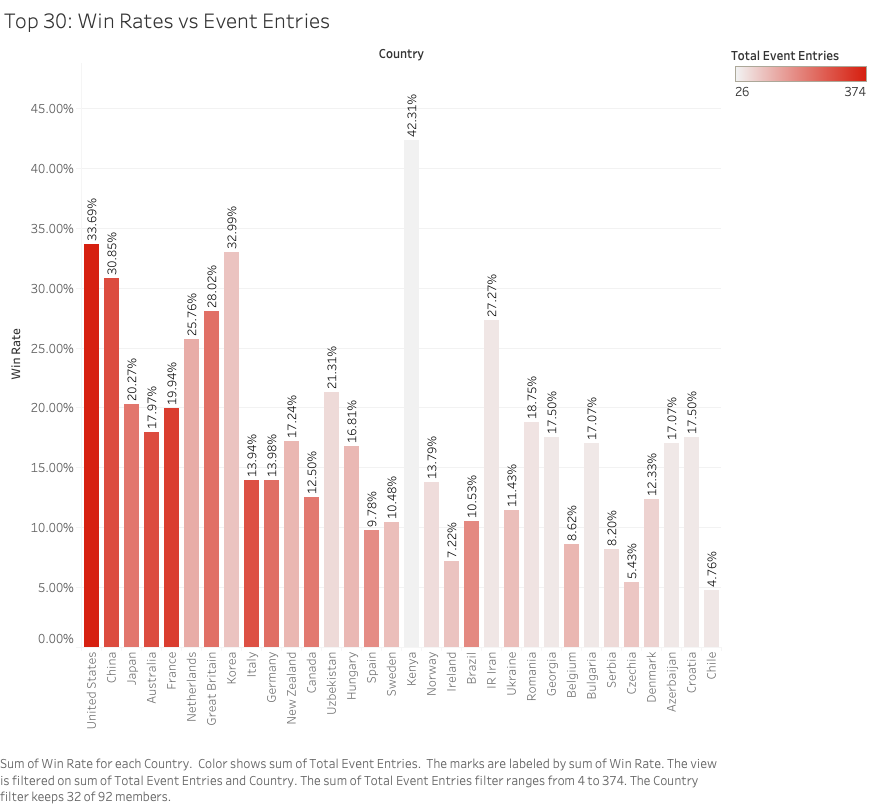 Top 30: Win Rates vs Event Entries
Country
Total Event Entries
26 374
Win Rate
45.00%
40.00%
35.00%
30.00%
25.00%
20.00%
15.00%
10.00%
5.00%
0.00%
33.69%
30.85%
20.27%
17.97%
19.94%
25.76%
28.02%
32.99%
13.94%
13.98%
17.24%
12.50%
21.31%
16.81%
9.78%
10.48%
42.31%
13.79%
7.22%
10.53%
27.27%
11.43%
18.75%
17.50%
8.62%
17.07%
8.20%
5.43%
12.33%
17.07%
17.50%
4.76%
United States
China
Japan
Australia
France
Netherlands
Great Britain
Korea
Italy
Germany
New Zealand
Canada
Uzbekistan
Hungary
Spain
Sweden
Kenya
Norway
Ireland
Brazil
IR Iran
Ukraine
Romania
Georgia
Belgium
Bulgaria
Serbia
Czechia
Denmark
Azerbaijan
Croatia
Chile
Sum of Win Rate for each Country.  Color shows sum of Total Event Entries.  The marks are labeled by sum of Win Rate. The view
is filtered on sum of Total Event Entries and Country. The sum of Total Event Entries filter ranges from 4 to 374. The Country
filter keeps 32 of 92 members.